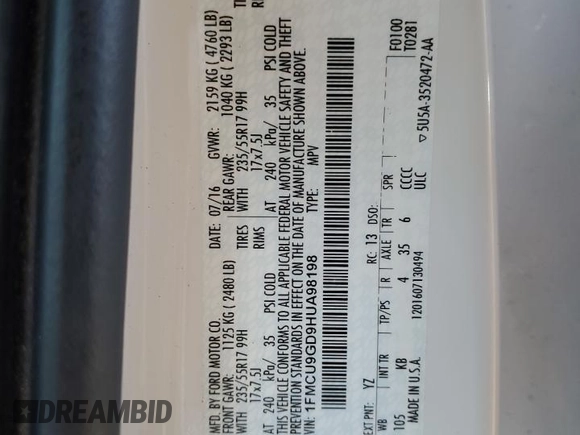 MFD. BY FORD MOTOR CO.
DATE: 07/16 GVWR: 2159 KG ( 4760 LB)
FRONT GAWR: 1125 KG ( 2480 LB) REAR GAWR: 1040 KG ( 2293 LB)
WITH 235/55R17 99H TIRES WITH 235/55R17 99H
17x7.5J RIMS 17x7.5J
AT 240 kPa/ 35 PSI COLD AT 240 kPa/ 35 PSI COLD
THIS VEHICLE CONFORMS TO ALL APPLICABLE FEDERAL MOTOR VEHICLE SAFETY AND THEFT
PREVENTION STANDARDS IN EFFECT ON THE DATE OF MANUFACTURE SHOWN ABOVE.
VIN: 1FMCU9GD9HUA98198 TYPE: MPV
F0100
T0281
EXT PNT: YZ RC: 13 DSO:
WB INT TR TP/PS R AXLE TR SPR
105 KB 4 35 6 CCCC
MADE IN U.S.A. 1201607130494 ULC
▽5U5A-3520472-AA
DREAMBID